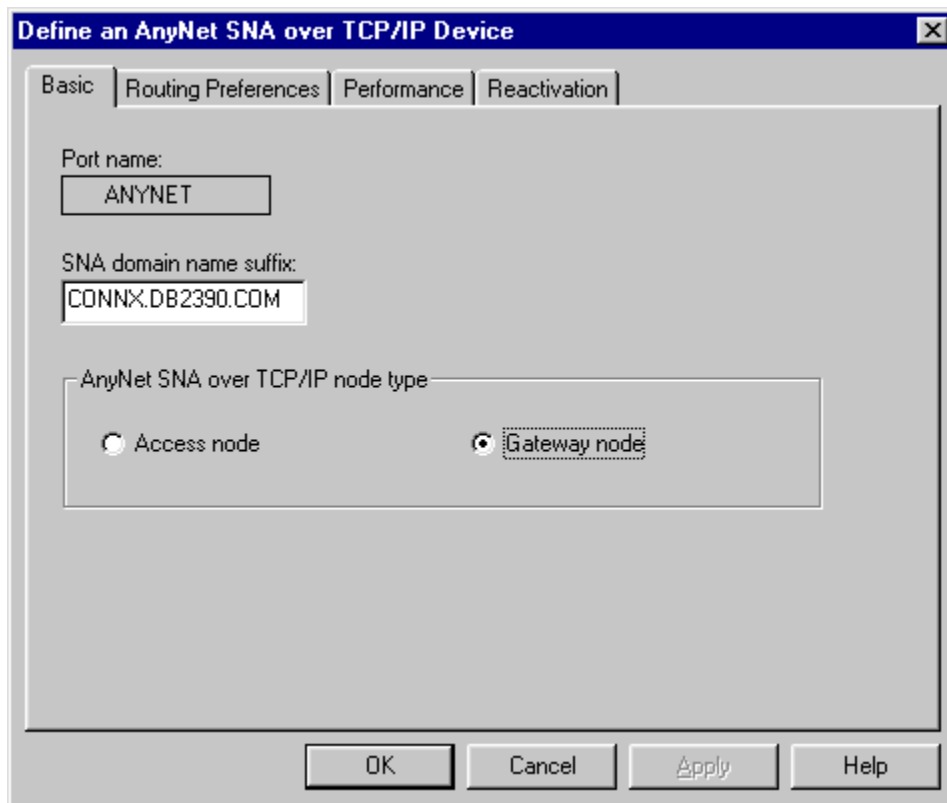 Define an AnyNet SNA over TCP/IP Device
Basic Routing Preferences Performance Reactivation
Port name:
ANYNET
SNA domain name suffix:
CONNX.DB2390.COM
AnyNet SNA over TCP/IP node type
Access node Gateway node
OK Cancel Apply Help